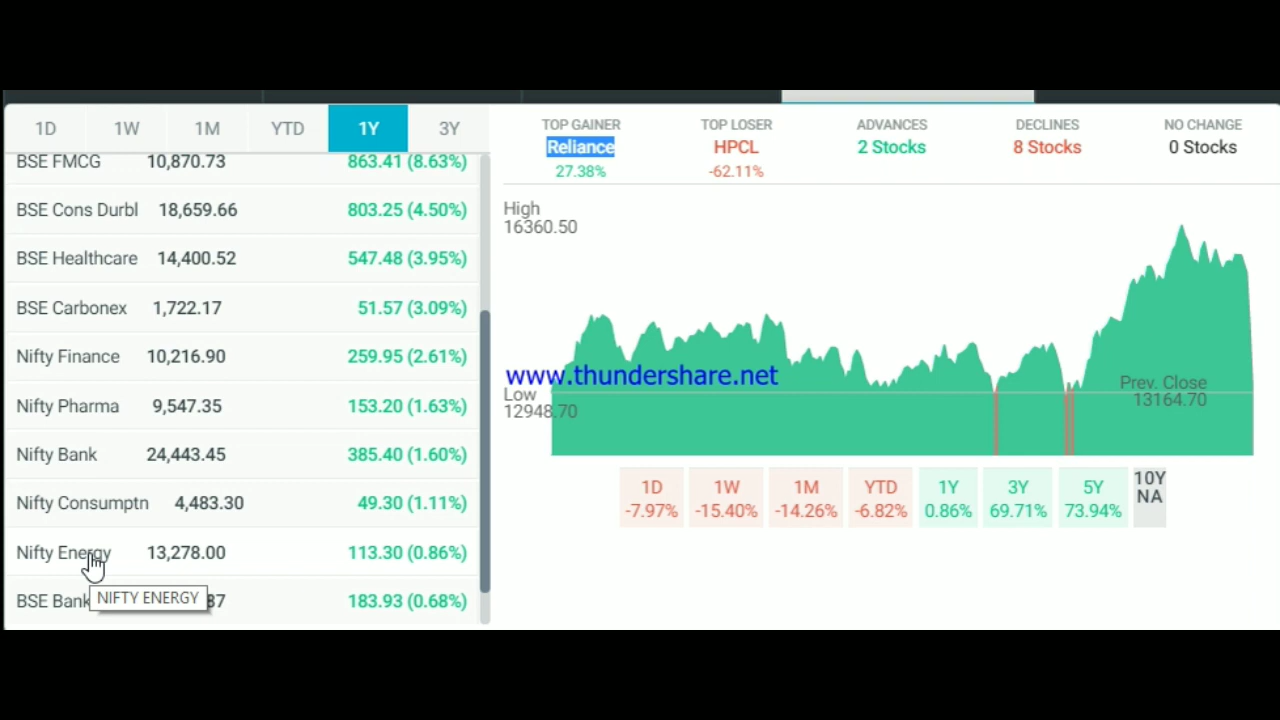 1D 1W 1M YTD 1Y 3Y
BSE FMCG 10,870.73 863.41 (8.63%)
BSE Cons Durbl 18,659.66 803.25 (4.50%)
BSE Healthcare 14,400.52 547.48 (3.95%)
BSE Carbonex 1,722.17 51.57 (3.09%)
Nifty Finance 10,216.90 259.95 (2.61%)
Nifty Pharma 9,547.35 153.20 (1.63%)
Nifty Bank 24,443.45 385.40 (1.60%)
Nifty Consumptn 4,483.30 49.30 (1.11%)
Nifty Energy 13,278.00 113.30 (0.86%)
BSE Bank 87 183.93 (0.68%)
NIFTY ENERGY
TOP GAINER TOP LOSER ADVANCES DECLINES NO CHANGE
Reliance HPCL 2 Stocks 8 Stocks 0 Stocks
27.38% -62.11%
High
16360.50
www.thundershare.net
Low
12948.70
Prev. Close
13164.70
1D 1W 1M YTD 1Y 3Y 5Y 10Y
-7.97% -15.40% -14.26% -6.82% 0.86% 69.71% 73.94% NA